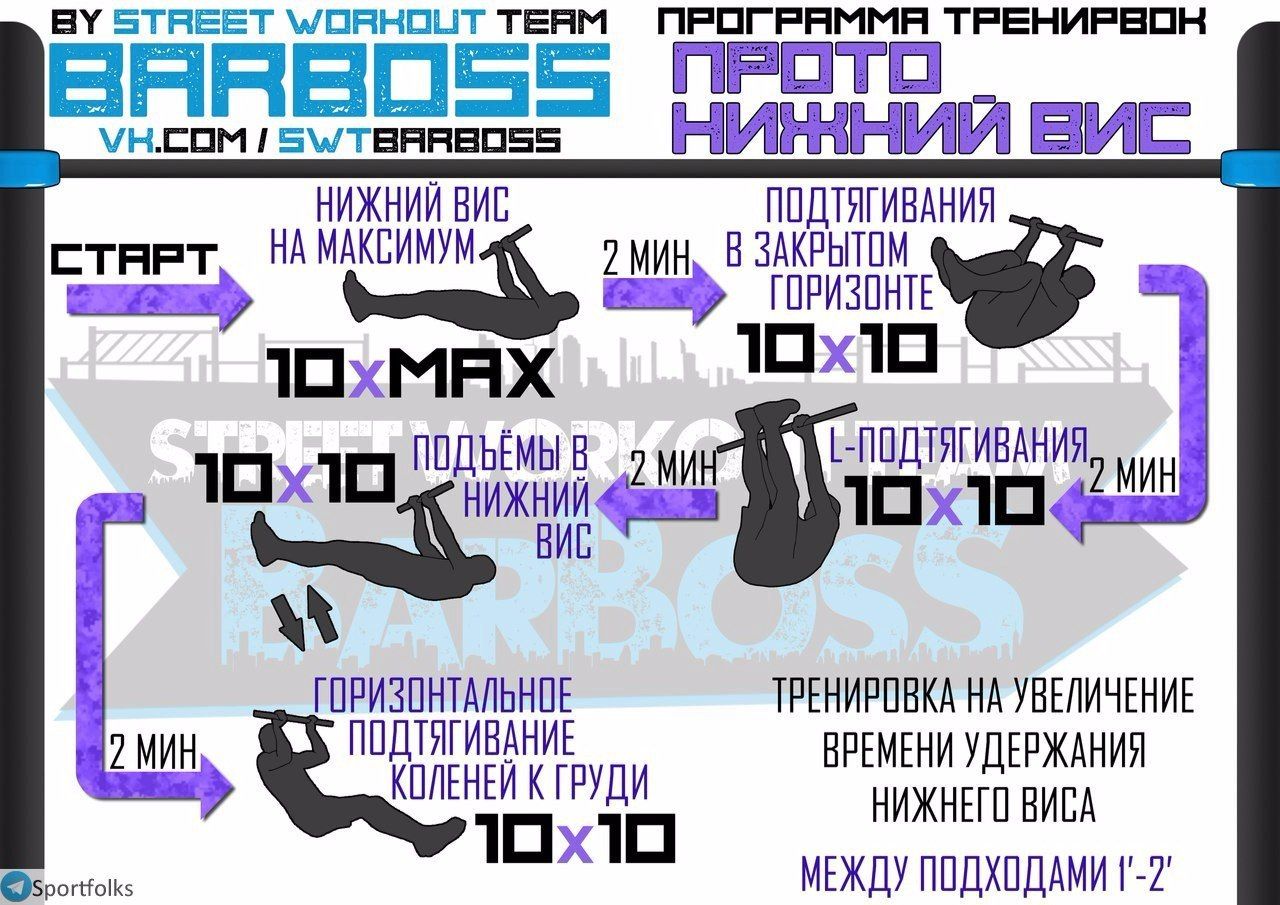 BY STREET WORKOUT TEAM
BARBOSS
VK.COM / SWTBARBOSS
ПРОГРАММА ТРЕНИРВОК
ПРОТО
НИЖНИЙ ВИС
СТАРТ
НИЖНИЙ ВИС
НА МАКСИМУМ
10xMAX
2 МИН
ПОДТЯГИВАНИЯ
В ЗАКРЫТОМ
ГОРИЗОНТЕ
10x10
2 МИН
L-ПОДТЯГИВАНИЯ
10x10
2 МИН
ПОДЪЁМЫ В
НИЖНИЙ
ВИС
10x10
2 МИН
ГОРИЗОНТАЛЬНОЕ
ПОДТЯГИВАНИЕ
КОЛЕНЕЙ К ГРУДИ
10x10
STREET WORKOUT TEAM
BARBOSS
ТРЕНИРОВКА НА УВЕЛИЧЕНИЕ
ВРЕМЕНИ УДЕРЖАНИЯ
НИЖНЕГО ВИСА
МЕЖДУ ПОДХОДАМИ 1'-2'
Sportfolks